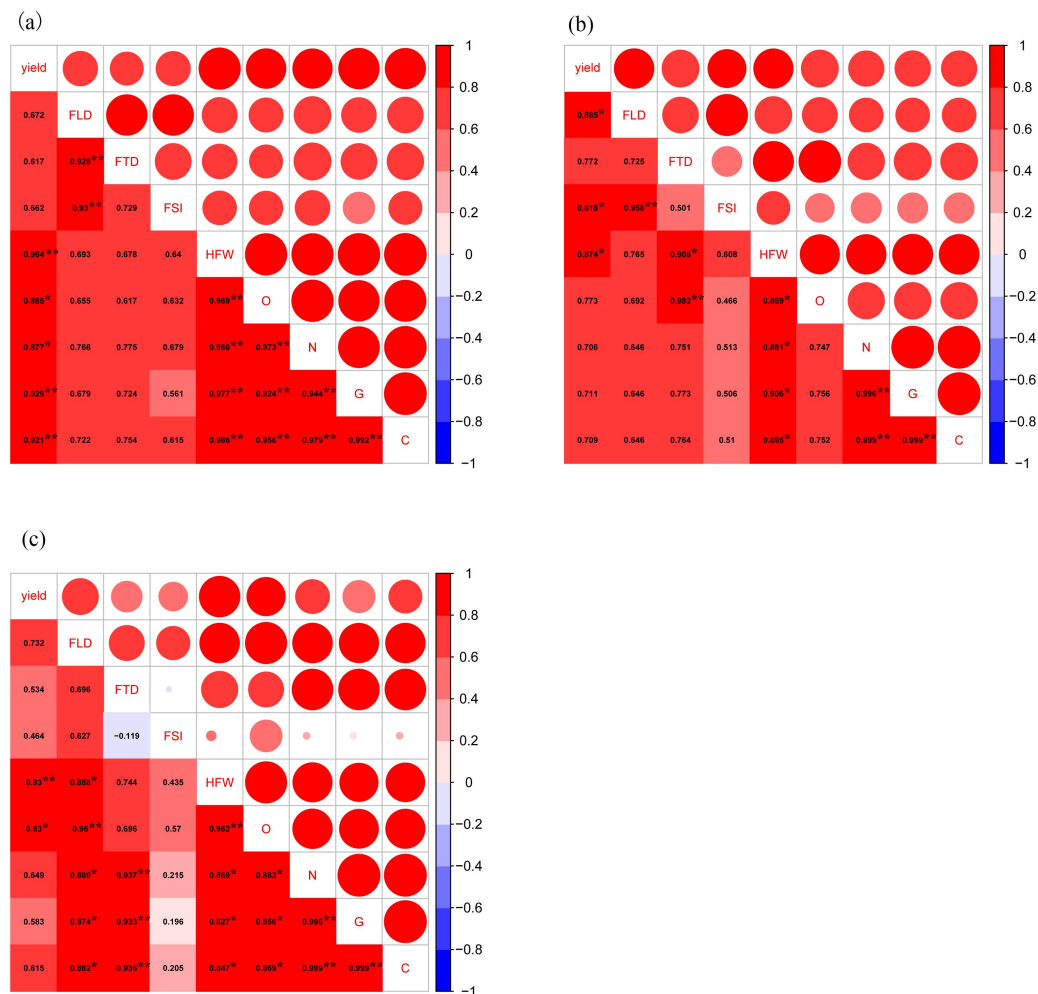 (a)
yield
0.672 FLD
0.617 0.928** FTD
0.662 0.93** 0.729 FSI
0.964** 0.693 0.678 0.64 HFW
0.885* 0.655 0.617 0.632 0.969** O
0.877* 0.766 0.775 0.679 0.966** 0.973** N
0.929** 0.679 0.724 0.561 0.977** 0.924** 0.944** G
0.921** 0.722 0.754 0.615 0.986** 0.956** 0.979** 0.992** C
1
0.8
0.6
0.4
0.2
0
−0.2
−0.4
−0.6
−0.8
−1
(b)
yield
0.885* FLD
0.772 0.725 FTD
0.816* 0.958** 0.501 FSI
0.874* 0.765 0.908* 0.608 HFW
0.773 0.692 0.982** 0.466 0.869* O
0.706 0.646 0.751 0.513 0.881* 0.747 N
0.711 0.646 0.773 0.506 0.906* 0.756 0.996** G
0.709 0.646 0.764 0.51 0.895* 0.752 0.999** 0.999** C
1
0.8
0.6
0.4
0.2
0
−0.2
−0.4
−0.6
−0.8
−1
(c)
yield
0.732 FLD
0.534 0.696 FTD
0.464 0.627 −0.119 FSI
0.93** 0.888* 0.744 0.435 HFW
0.83* 0.96** 0.696 0.57 0.962** O
0.649 0.889* 0.937** 0.215 0.869* 0.882* N
0.583 0.874* 0.933** 0.196 0.827* 0.856* 0.996** G
0.615 0.882* 0.936** 0.205 0.847* 0.869* 0.999** 0.999** C
1
0.8
0.6
0.4
0.2
0
−0.2
−0.4
−0.6
−0.8
−1